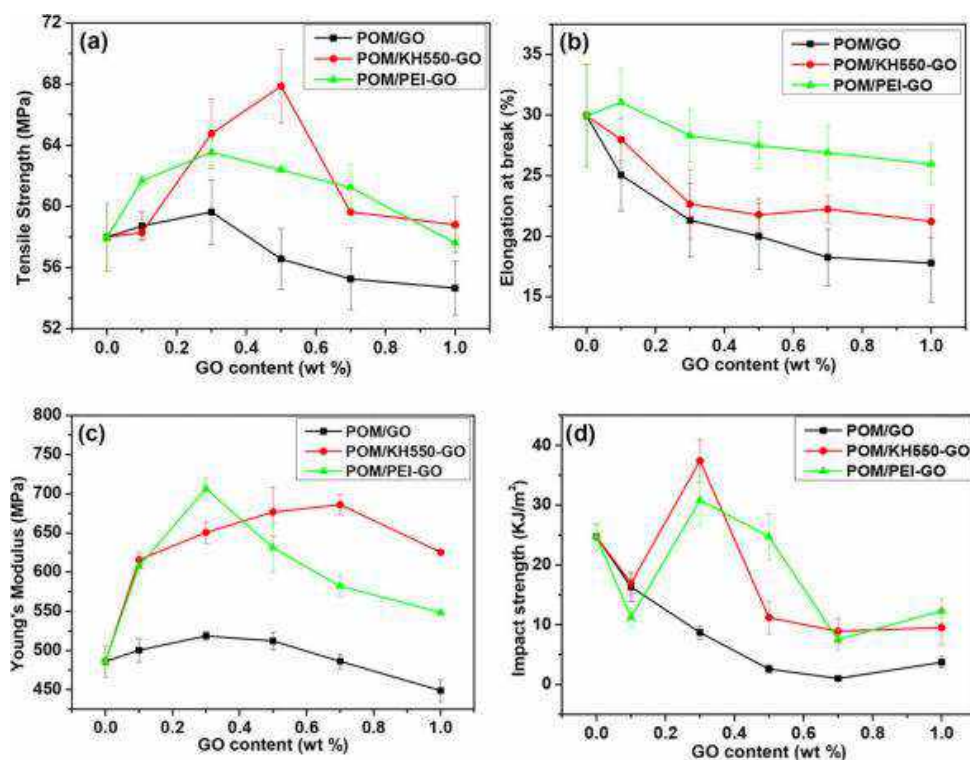 (a)
POM/GO
POM/KH550-GO
POM/PEI-GO
Tensile Strength (MPa)
72
68
64
60
56
52
0.0 0.2 0.4 0.6 0.8 1.0
GO content (wt %)
(b)
POM/GO
POM/KH550-GO
POM/PEI-GO
Elongation at break (%)
35
30
25
20
15
0.0 0.2 0.4 0.6 0.8 1.0
GO content (wt %)
(c)
POM/GO
POM/KH550-GO
POM/PEI-GO
Young's Modulus (MPa)
800
750
700
650
600
550
500
450
0.0 0.2 0.4 0.6 0.8 1.0
GO content (wt %)
(d)
POM/GO
POM/KH550-GO
POM/PEI-GO
Impact strength (KJ/m²)
40
30
20
10
0
0.0 0.2 0.4 0.6 0.8 1.0
GO content (wt %)